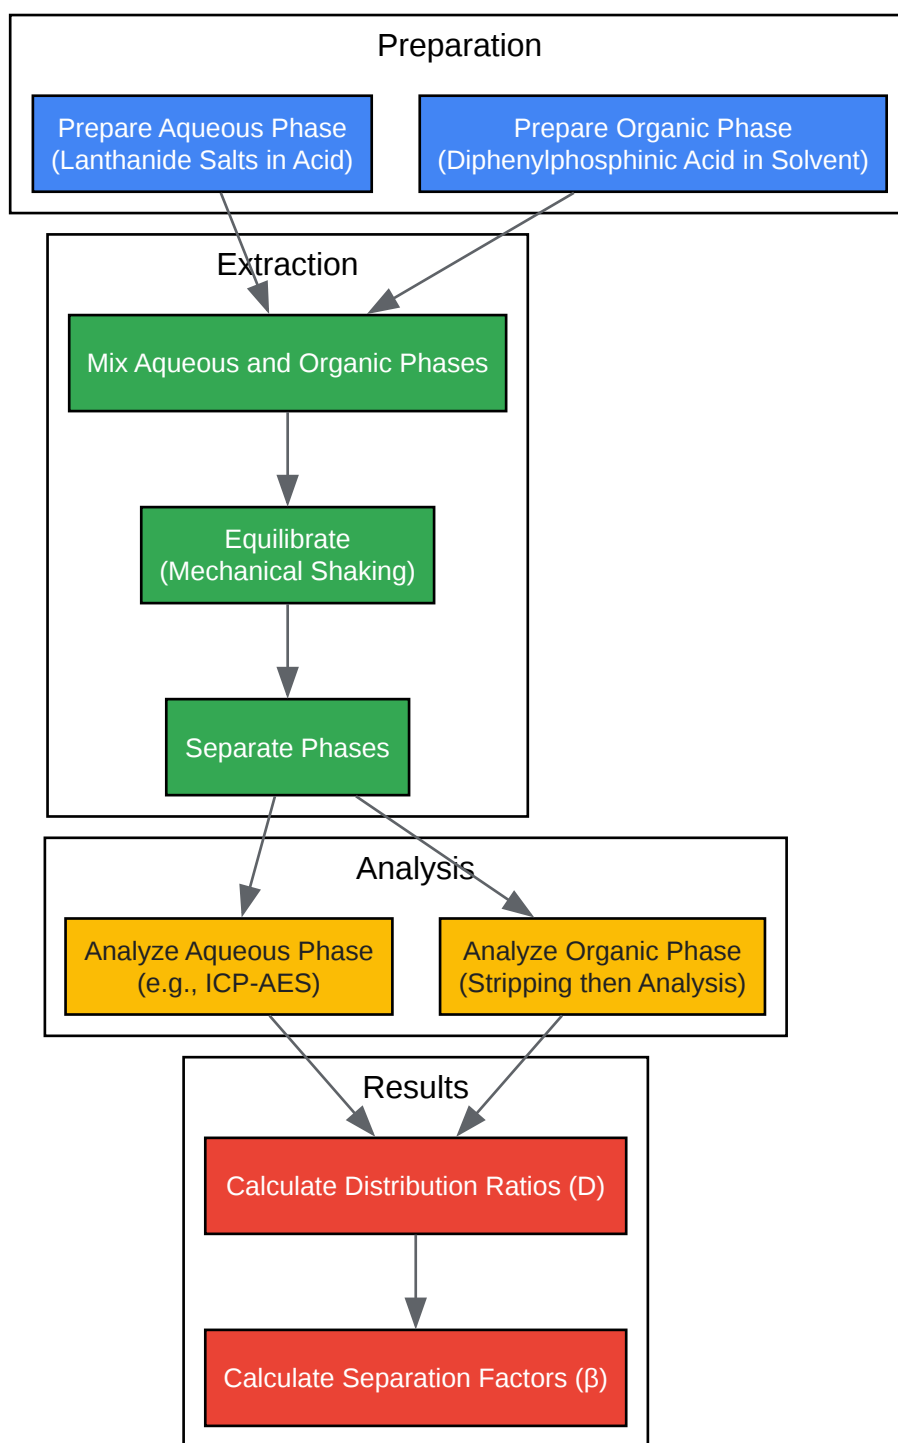 Preparation
Prepare Aqueous Phase
(Lanthanide Salts in Acid)
Prepare Organic Phase
(Diphenylphosphinic Acid in Solvent)
Extraction
Mix Aqueous and Organic Phases
Equilibrate
(Mechanical Shaking)
Separate Phases
Analysis
Analyze Aqueous Phase
(e.g., ICP-AES)
Analyze Organic Phase
(Stripping then Analysis)
Results
Calculate Distribution Ratios (D)
Calculate Separation Factors (β)